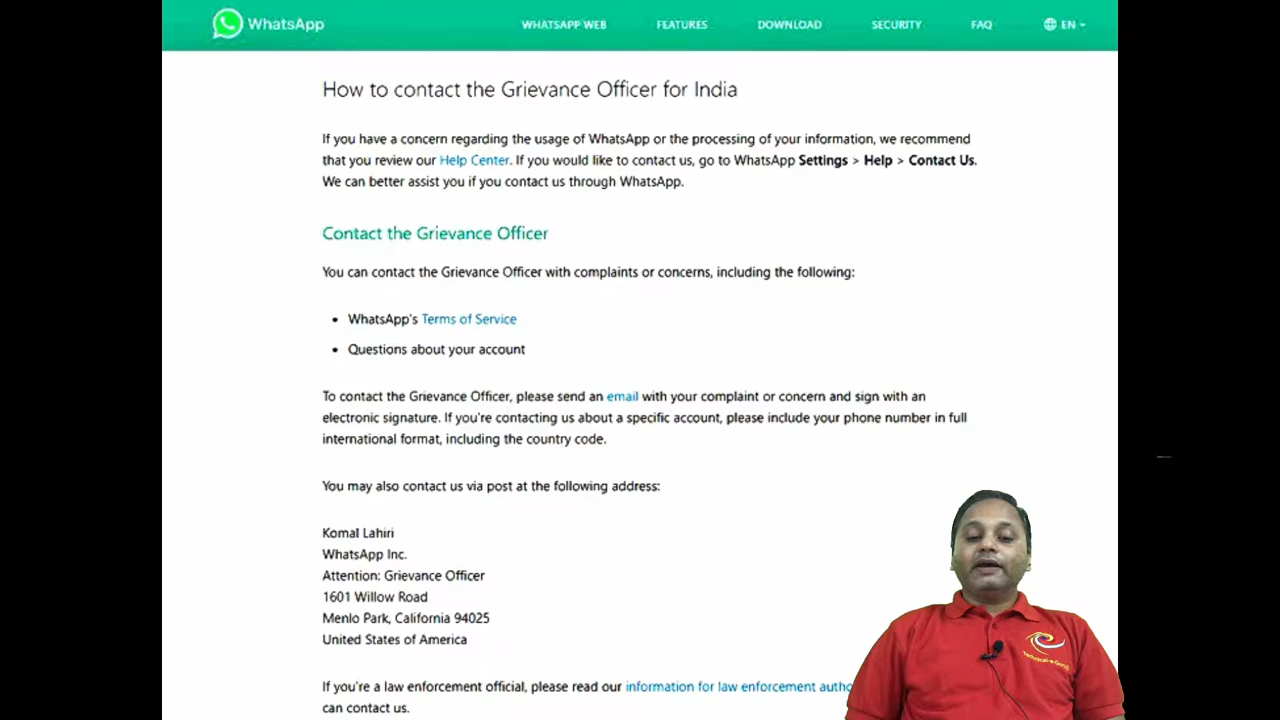 WhatsApp
WHATSAPP WEB
FEATURES
DOWNLOAD
SECURITY
FAQ
EN
How to contact the Grievance Officer for India
If you have a concern regarding the usage of WhatsApp or the processing of your information, we recommend
that you review our Help Center. If you would like to contact us, go to WhatsApp Settings > Help > Contact Us.
We can better assist you if you contact us through WhatsApp.
Contact the Grievance Officer
You can contact the Grievance Officer with complaints or concerns, including the following:
• WhatsApp's Terms of Service
• Questions about your account
To contact the Grievance Officer, please send an email with your complaint or concern and sign with an
electronic signature. If you're contacting us about a specific account, please include your phone number in full
international format, including the country code.
You may also contact us via post at the following address:
Komal Lahiri
WhatsApp Inc.
Attention: Grievance Officer
1601 Willow Road
Menlo Park, California 94025
United States of America
If you're a law enforcement official, please read our information for law enforcement autho
can contact us.